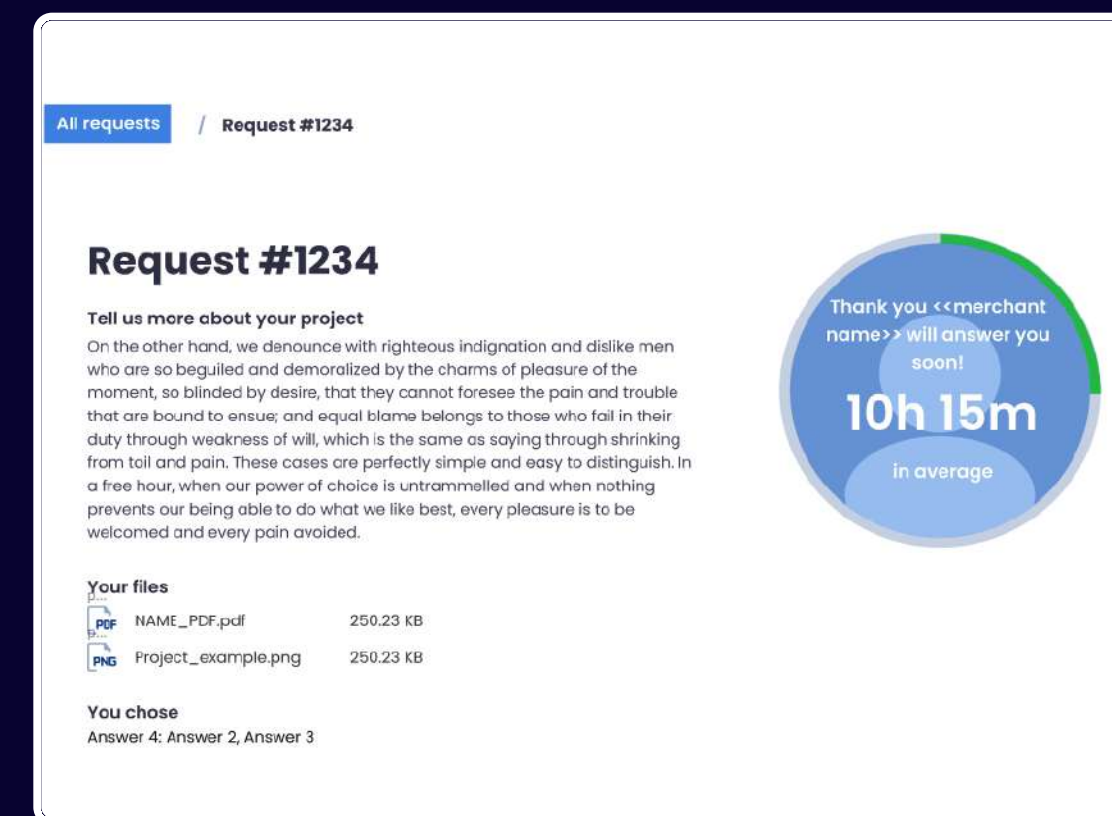 All requests / Request #1234
Request #1234
Tell us more about your project
On the other hand, we denounce with righteous indignation and dislike men
who are so beguiled and demoralized by the charms of pleasure of the
moment, so blinded by desire, that they cannot foresee the pain and trouble
that are bound to ensue; and equal blame belongs to those who fail in their
duty through weakness of will, which is the same as saying through shrinking
from toil and pain. These cases are perfectly simple and easy to distinguish. In
a free hour, when our power of choice is untrammelled and when nothing
prevents our being able to do what we like best, every pleasure is to be
welcomed and every pain avoided.
Your files
p...
PDF NAME_PDF.pdf 250.23 KB
p...
PNG Project_example.png 250.23 KB
You chose
Answer 4: Answer 2, Answer 3
Thank you <<merchant
name>> will answer you
soon!
10h 15m
in average